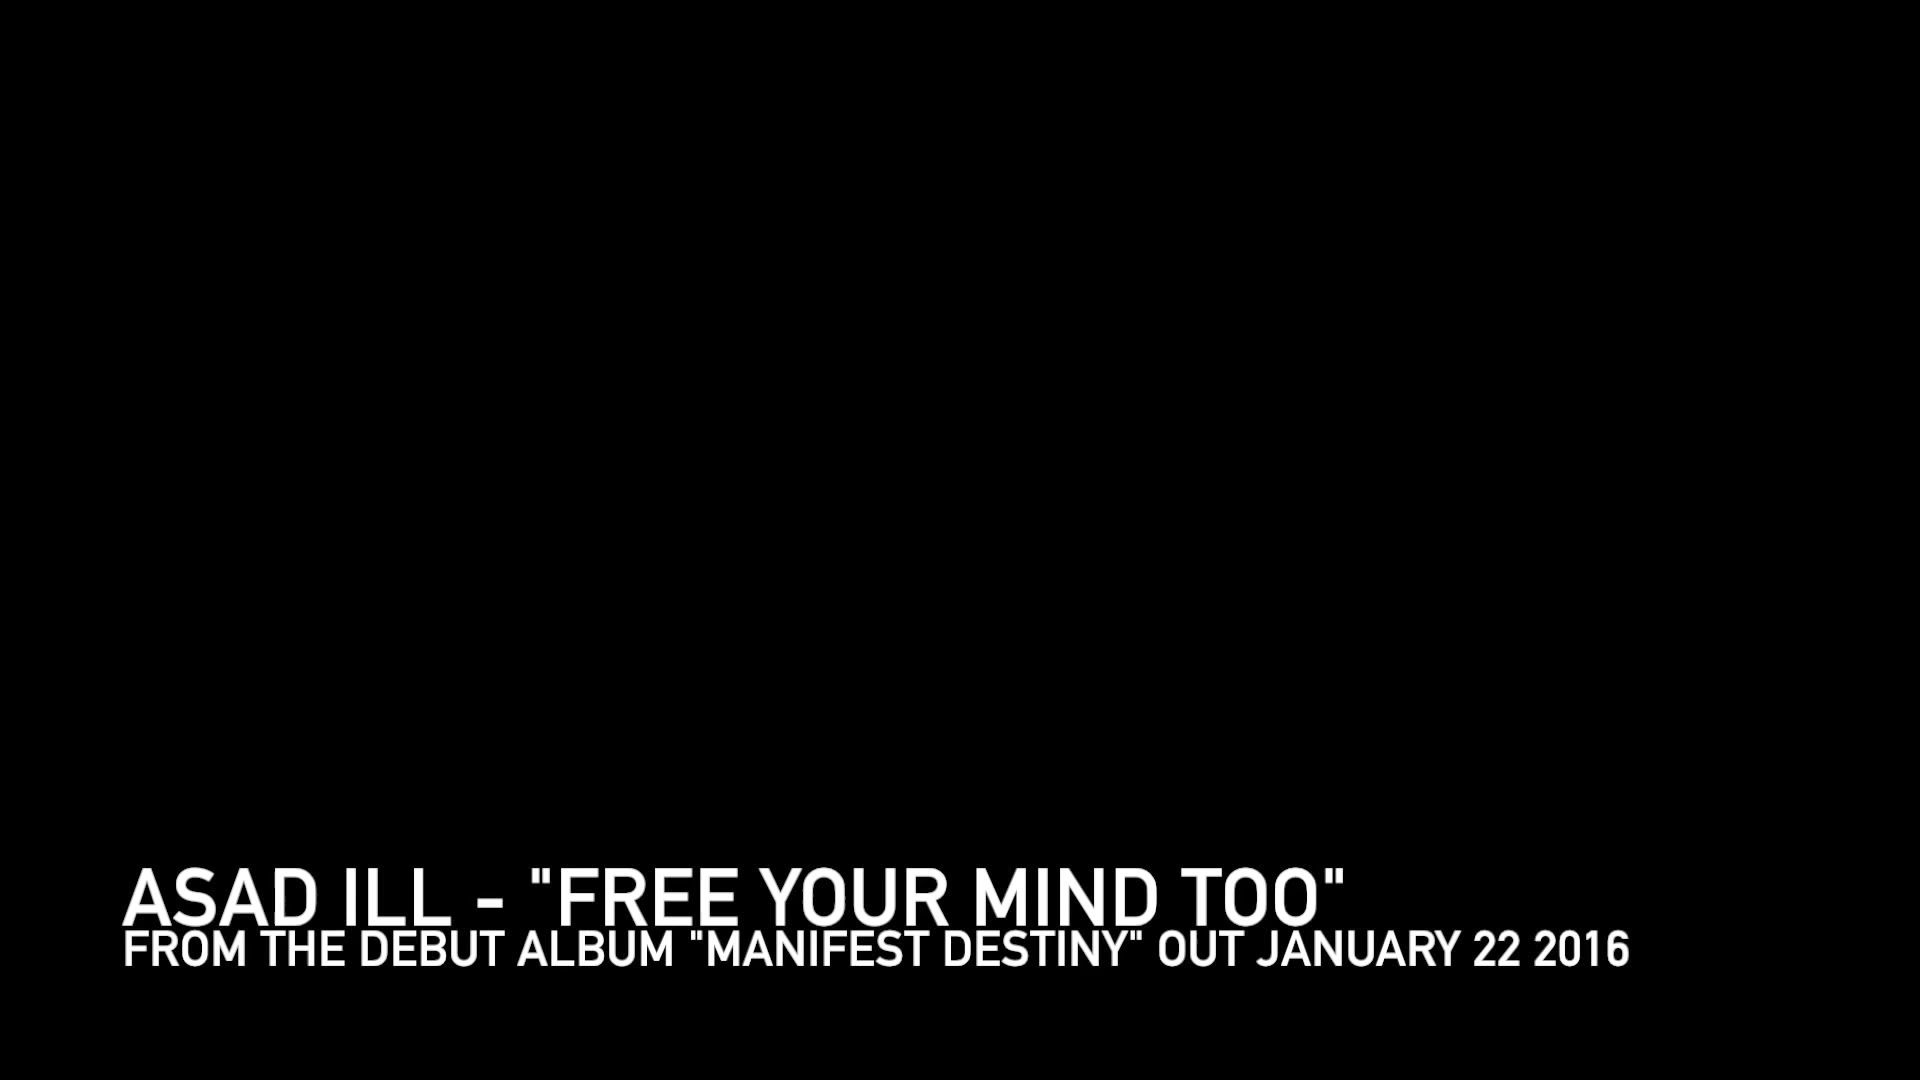 ASAD ILL - "FREE YOUR MIND TOO"
FROM THE DEBUT ALBUM "MANIFEST DESTINY" OUT JANUARY 22 2016